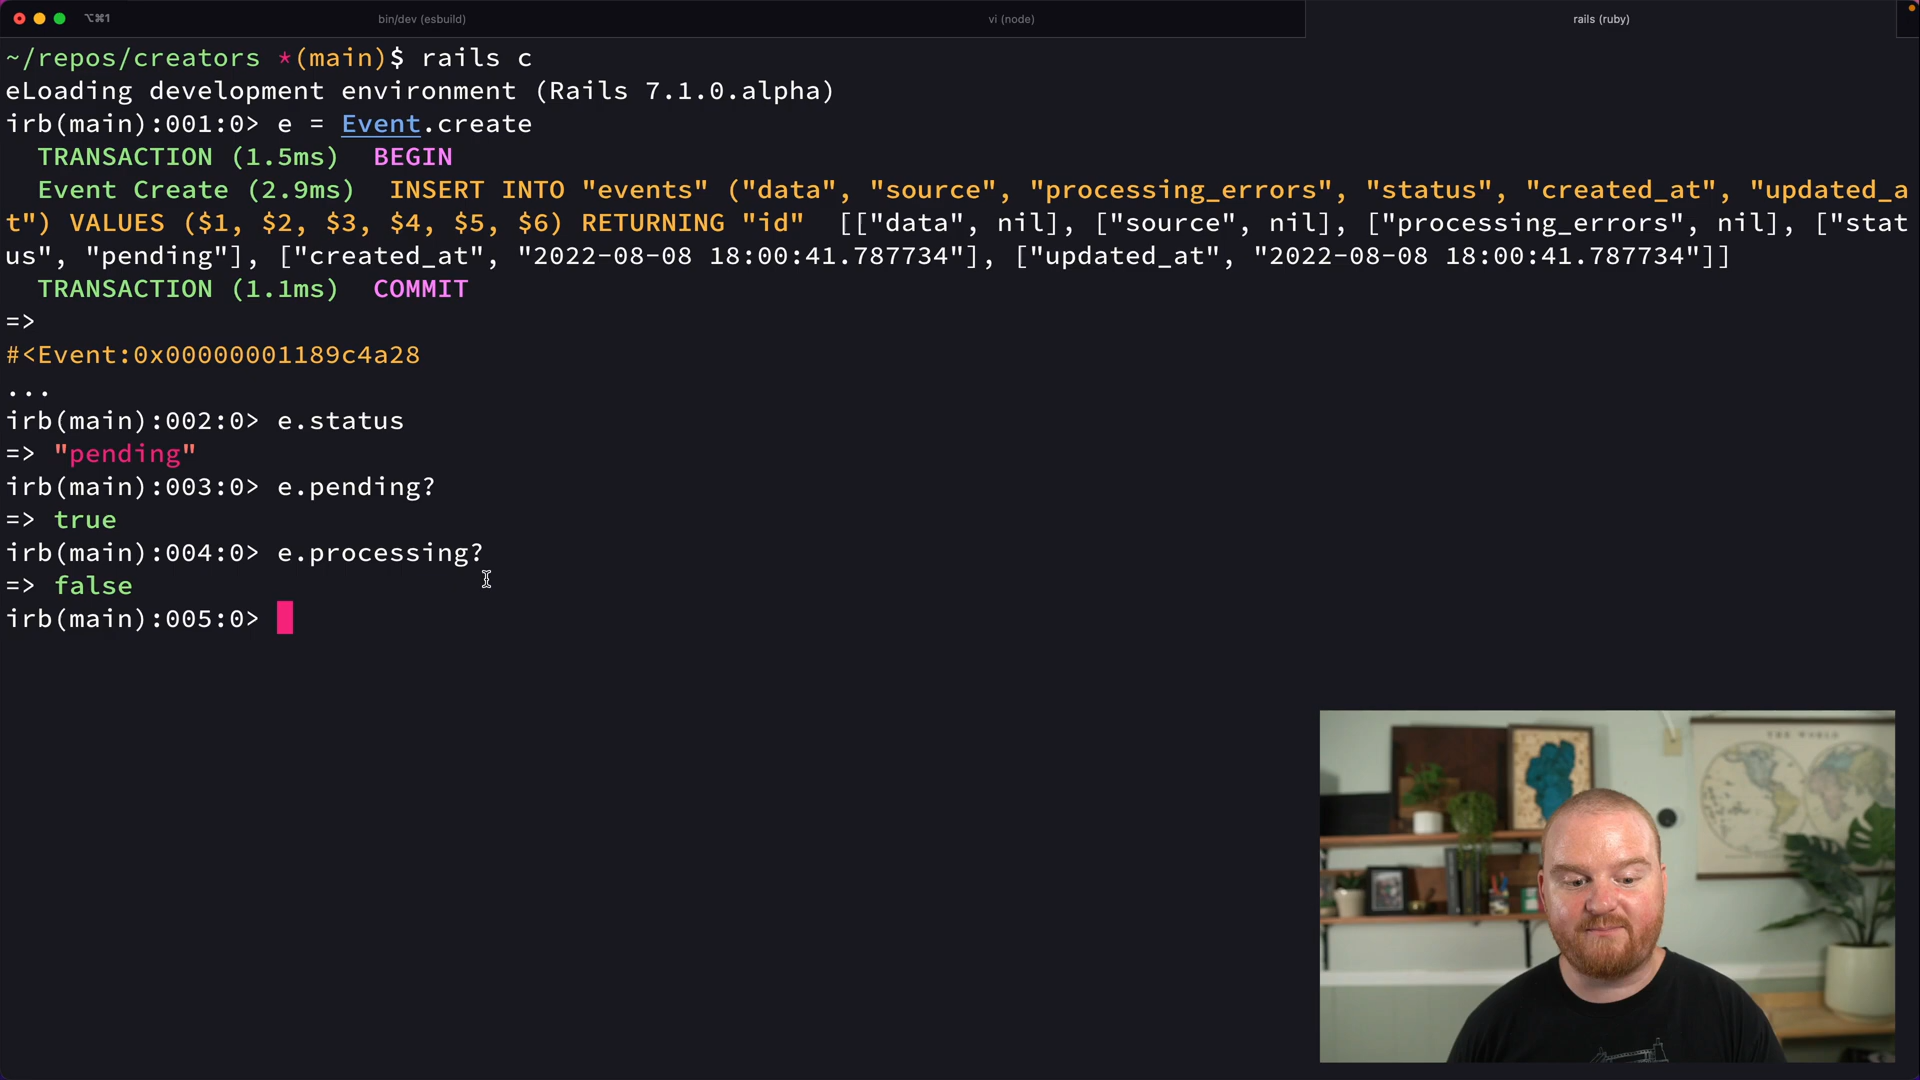 ⌥⌘1
bin/dev (esbuild)
vi (node)
rails (ruby)
~/repos/creators *(main)$ rails c
eLoading development environment (Rails 7.1.0.alpha)
irb(main):001:0> e = Event.create
  TRANSACTION (1.5ms)  BEGIN
  Event Create (2.9ms)  INSERT INTO "events" ("data", "source", "processing_errors", "status", "created_at", "updated_a
t") VALUES ($1, $2, $3, $4, $5, $6) RETURNING "id"  [["data", nil], ["source", nil], ["processing_errors", nil], ["stat
us", "pending"], ["created_at", "2022-08-08 18:00:41.787734"], ["updated_at", "2022-08-08 18:00:41.787734"]]
  TRANSACTION (1.1ms)  COMMIT
=>
#<Event:0x00000001189c4a28
...
irb(main):002:0> e.status
=> "pending"
irb(main):003:0> e.pending?
=> true
irb(main):004:0> e.processing?
=> false
irb(main):005:0>
THE WORLD